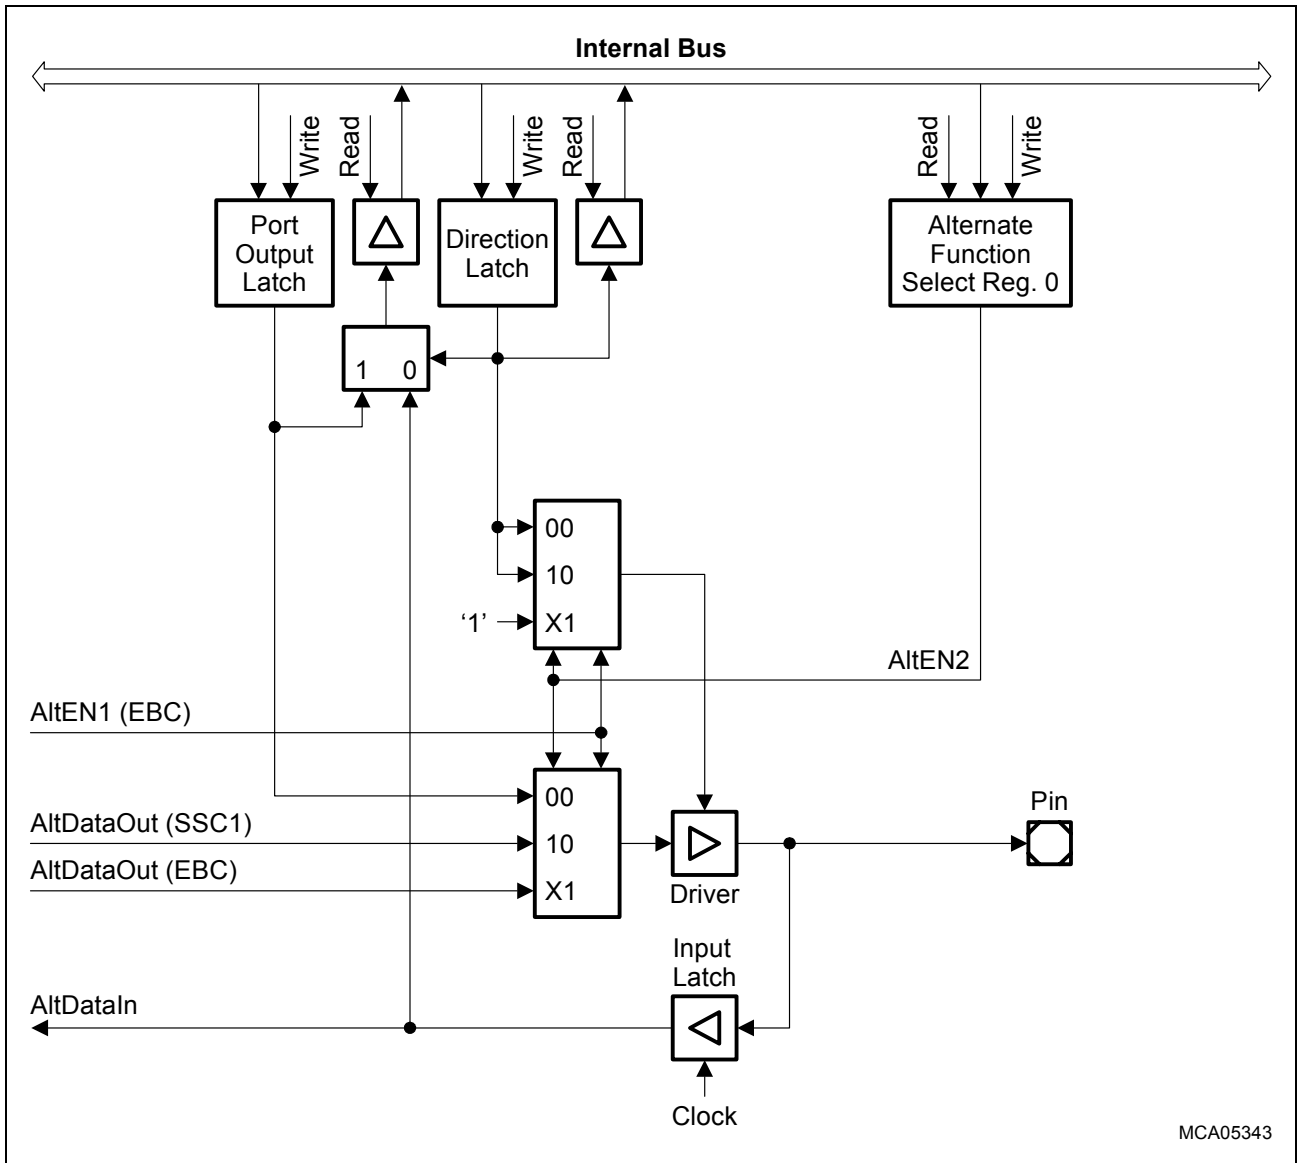 Internal Bus
Write
Read
Write
Read
Read
Write
Port
Output
Latch
Direction
Latch
Alternate
Function
Select Reg. 0
1 0
00
10
‘1’ X1
AltEN2
AltEN1 (EBC)
00
AltDataOut (SSC1)
10
AltDataOut (EBC)
X1
Pin
Driver
Input
Latch
AltDataIn
Clock
MCA05343